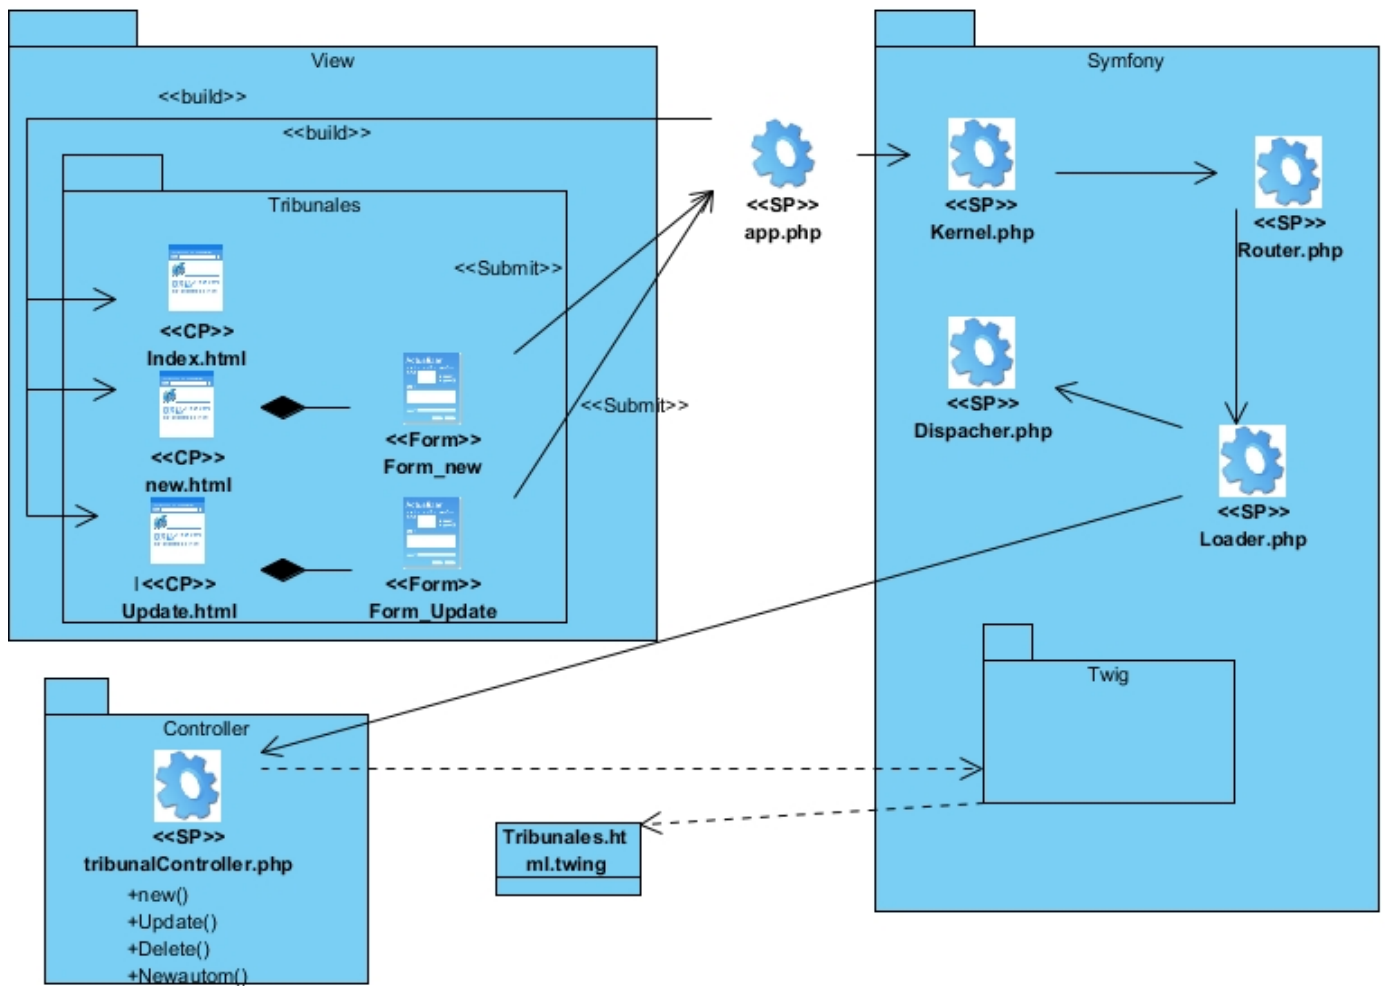 View
<<build>>
<<build>>
Tribunales
<<CP>>
Index.html
<<CP>>
new.html
|<<CP>>
Update.html
<<Form>>
Form_new
<<Form>>
Form_Update
<<Submit>>
<<Submit>>
<<SP>>
app.php
Symfony
<<SP>>
Kernel.php
<<SP>>
Router.php
<<SP>>
Dispacher.php
<<SP>>
Loader.php
Twig
Controller
<<SP>>
tribunalController.php
+new()
+Update()
+Delete()
+Newautom()
Tribunales.ht
ml.twing